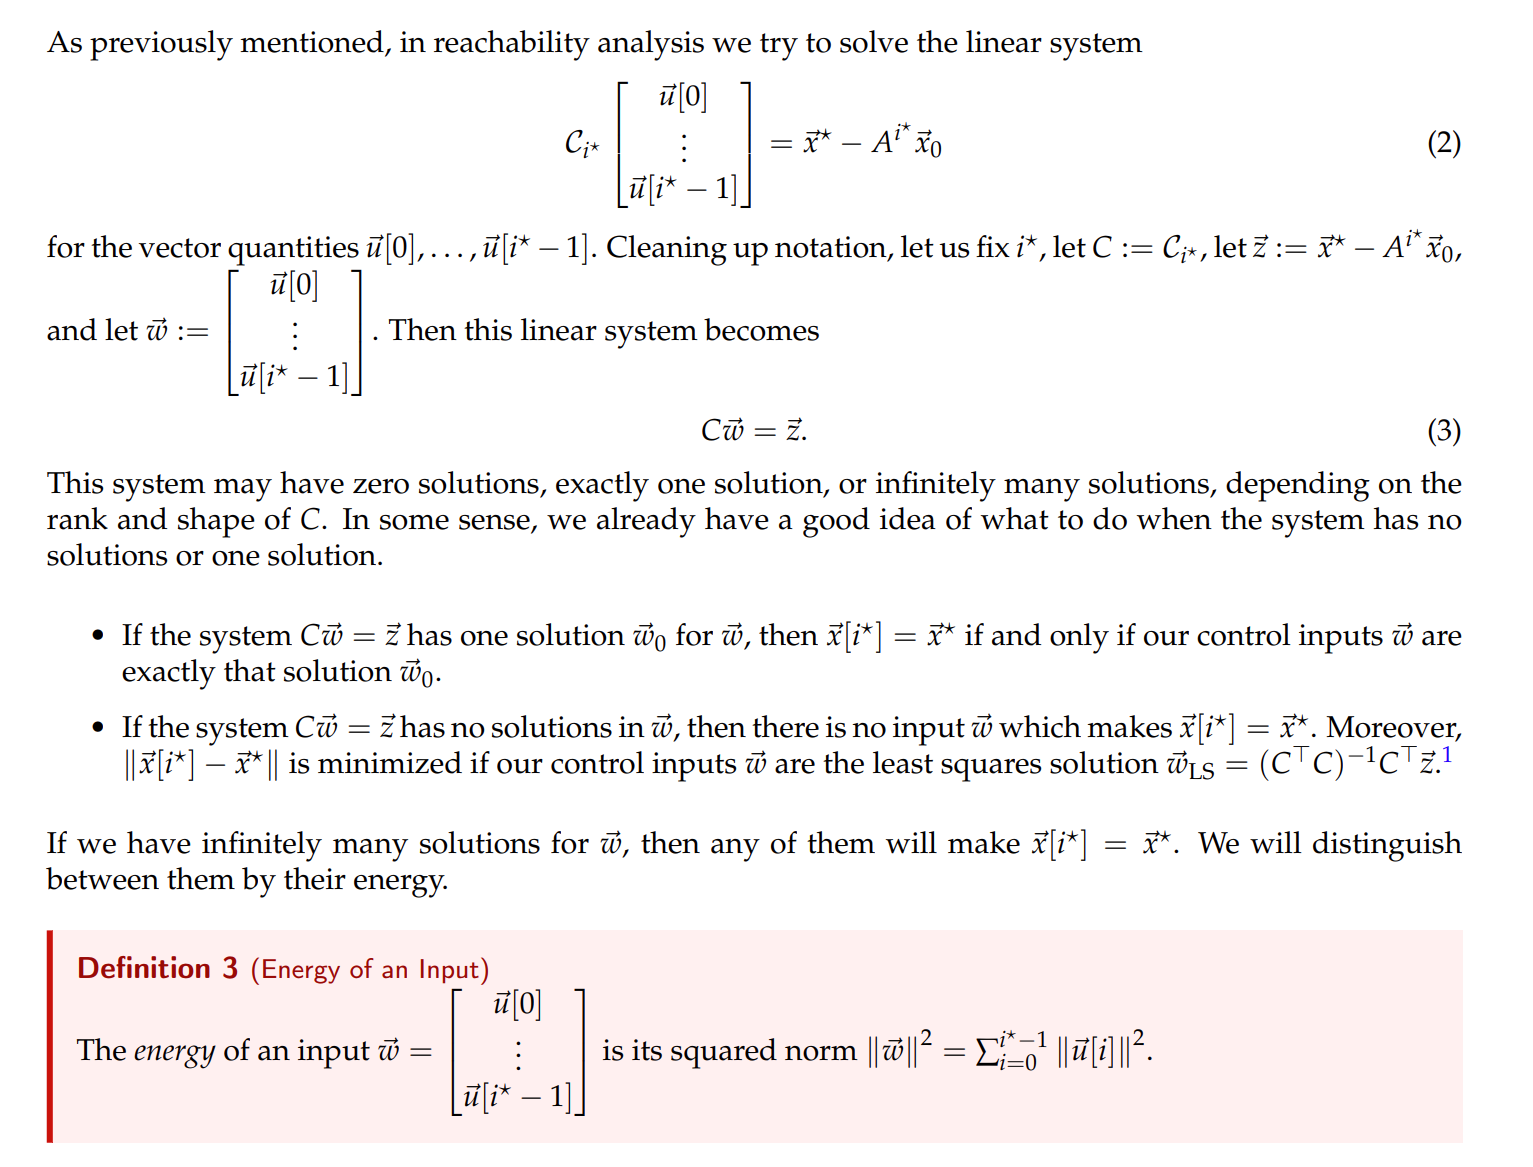 As previously mentioned, in reachability analysis we try to solve the linear system
$\mathcal{C}_{i^\star} \begin{bmatrix} \vec{u}[0] \\ \vdots \\ \vec{u}[i^\star - 1] \end{bmatrix} = \vec{x}^\star - A^{i^\star} \vec{x}_0$ (2)
for the vector quantities $\vec{u}[0], \ldots, \vec{u}[i^\star - 1]$. Cleaning up notation, let us fix $i^\star$, let $C := \mathcal{C}_{i^\star}$, let $\vec{z} := \vec{x}^\star - A^{i^\star} \vec{x}_0$,
and let $\vec{w} := \begin{bmatrix} \vec{u}[0] \\ \vdots \\ \vec{u}[i^\star - 1] \end{bmatrix}$. Then this linear system becomes
$C\vec{w} = \vec{z}.$ (3)
This system may have zero solutions, exactly one solution, or infinitely many solutions, depending on the
rank and shape of $C$. In some sense, we already have a good idea of what to do when the system has no
solutions or one solution.
• If the system $C\vec{w} = \vec{z}$ has one solution $\vec{w}_0$ for $\vec{w}$, then $\vec{x}[i^\star] = \vec{x}^\star$ if and only if our control inputs $\vec{w}$ are
exactly that solution $\vec{w}_0$.
• If the system $C\vec{w} = \vec{z}$ has no solutions in $\vec{w}$, then there is no input $\vec{w}$ which makes $\vec{x}[i^\star] = \vec{x}^\star$. Moreover,
$\|\vec{x}[i^\star] - \vec{x}^\star\|$ is minimized if our control inputs $\vec{w}$ are the least squares solution $\vec{w}_{\text{LS}} = (C^\top C)^{-1} C^\top \vec{z}$.$^1$
If we have infinitely many solutions for $\vec{w}$, then any of them will make $\vec{x}[i^\star] = \vec{x}^\star$. We will distinguish
between them by their energy.
Definition 3 (Energy of an Input)
The energy of an input $\vec{w} = \begin{bmatrix} \vec{u}[0] \\ \vdots \\ \vec{u}[i^\star - 1] \end{bmatrix}$ is its squared norm $\|\vec{w}\|^2 = \sum_{i=0}^{i^\star - 1} \|\vec{u}[i]\|^2$.